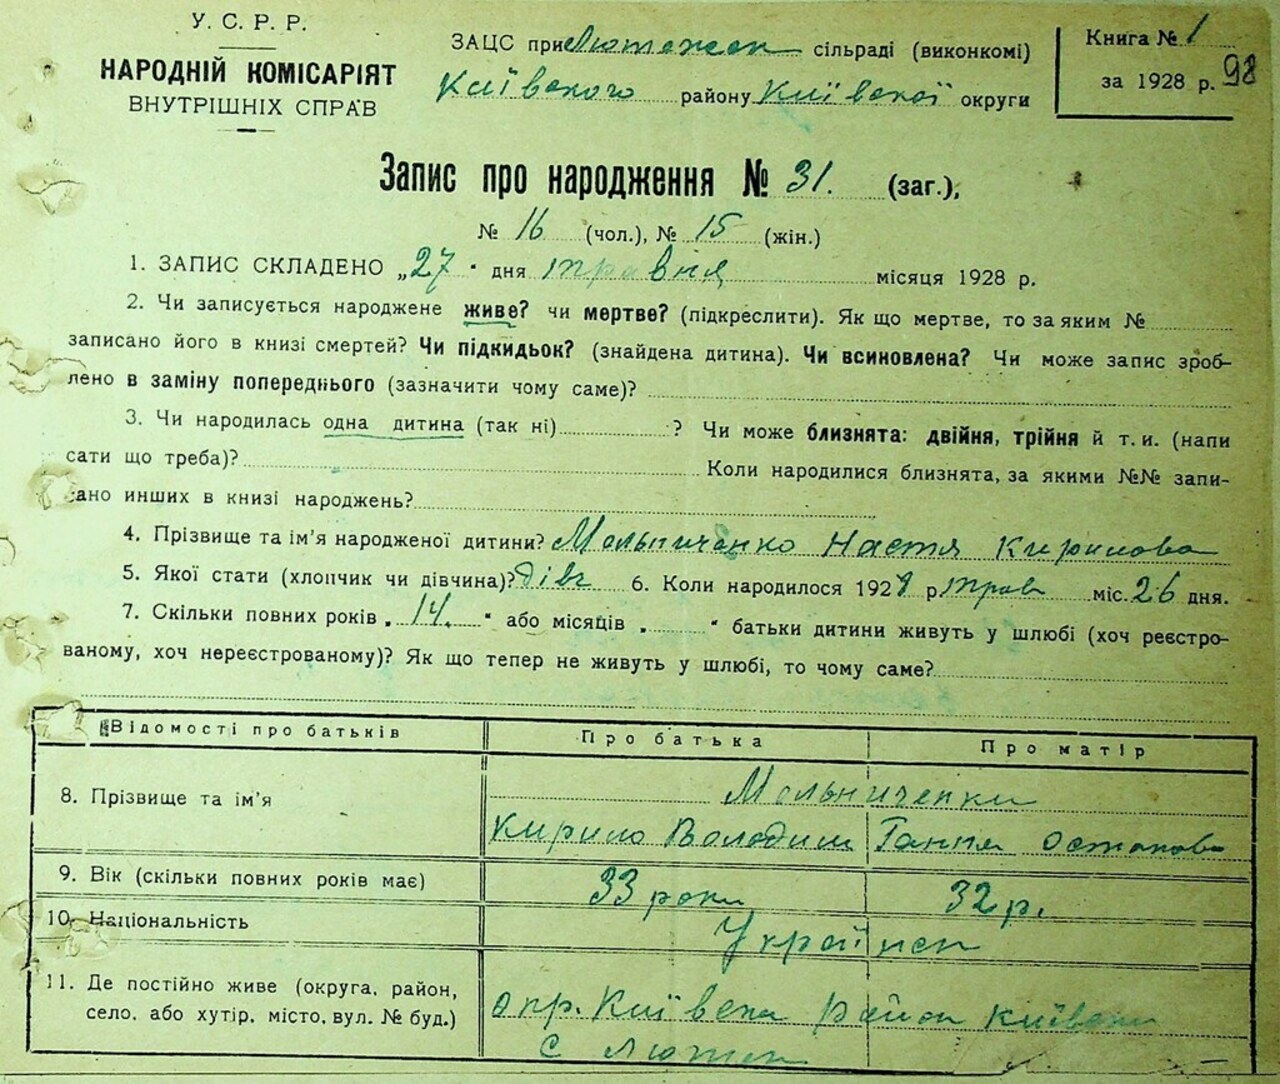 У. С. Р. Р.
НАРОДНІЙ КОМІСАРІЯТ
ВНУТРІШНІХ СПРАВ
ЗАЦС при Лютежск сільраді (виконкомі)
Київского району Київської округи
Книга № 1
за 1928 р. 98
Запис про народження № 31. (заг.),
№ 16 (чол.), № 15 (жін.)
1. ЗАПИС СКЛАДЕНО „27" дня травня місяця 1928 р.
2. Чи записується народжене живе? чи мертве? (підкреслити). Як що мертве, то за яким №
записано його в книзі смертей? Чи підкидьок? (знайдена дитина). Чи всиновлена? Чи може запис зроб-
лено в заміну попереднього (зазначити чому саме)?
3. Чи народилась одна дитина (так ні) ? Чи може близнята: двійня, трійня й т. и. (напи
сати що треба)? Коли народилися близнята, за якими №№ запи-
сано инших в книзі народжень?
4. Прізвище та ім'я народженої дитини? Мельниченко Настя Кирилова
5. Якої стати (хлопчик чи дівчина)? дівч 6. Коли народилося 1928 р трав міс. 26 дня.
7. Скільки повних років „ 14. " або місяців „ " батьки дитини живуть у шлюбі (хоч реєстро-
ваному, хоч нереєстрованому)? Як що тепер не живуть у шлюбі, то чому саме?
Відомості про батьків Про батька Про матір
8. Прізвище та ім'я Мельниченки
Кирило Володим Ганна Остапова
9. Вік (скільки повних років має) 33 роки 32 р.
10. Національність Україпск
11. Де постійно живе (округа, район, окр. Київска район Київски
село, або хутір, місто, вул. № буд.) с Лютеж